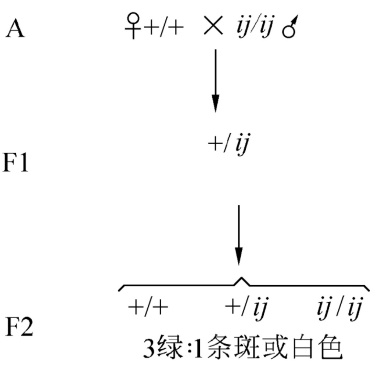 A ♀+/+ × ij/ij♂
+/ij
F1
+/+ +/ij ij/ij
F2
3绿:1条斑或白色